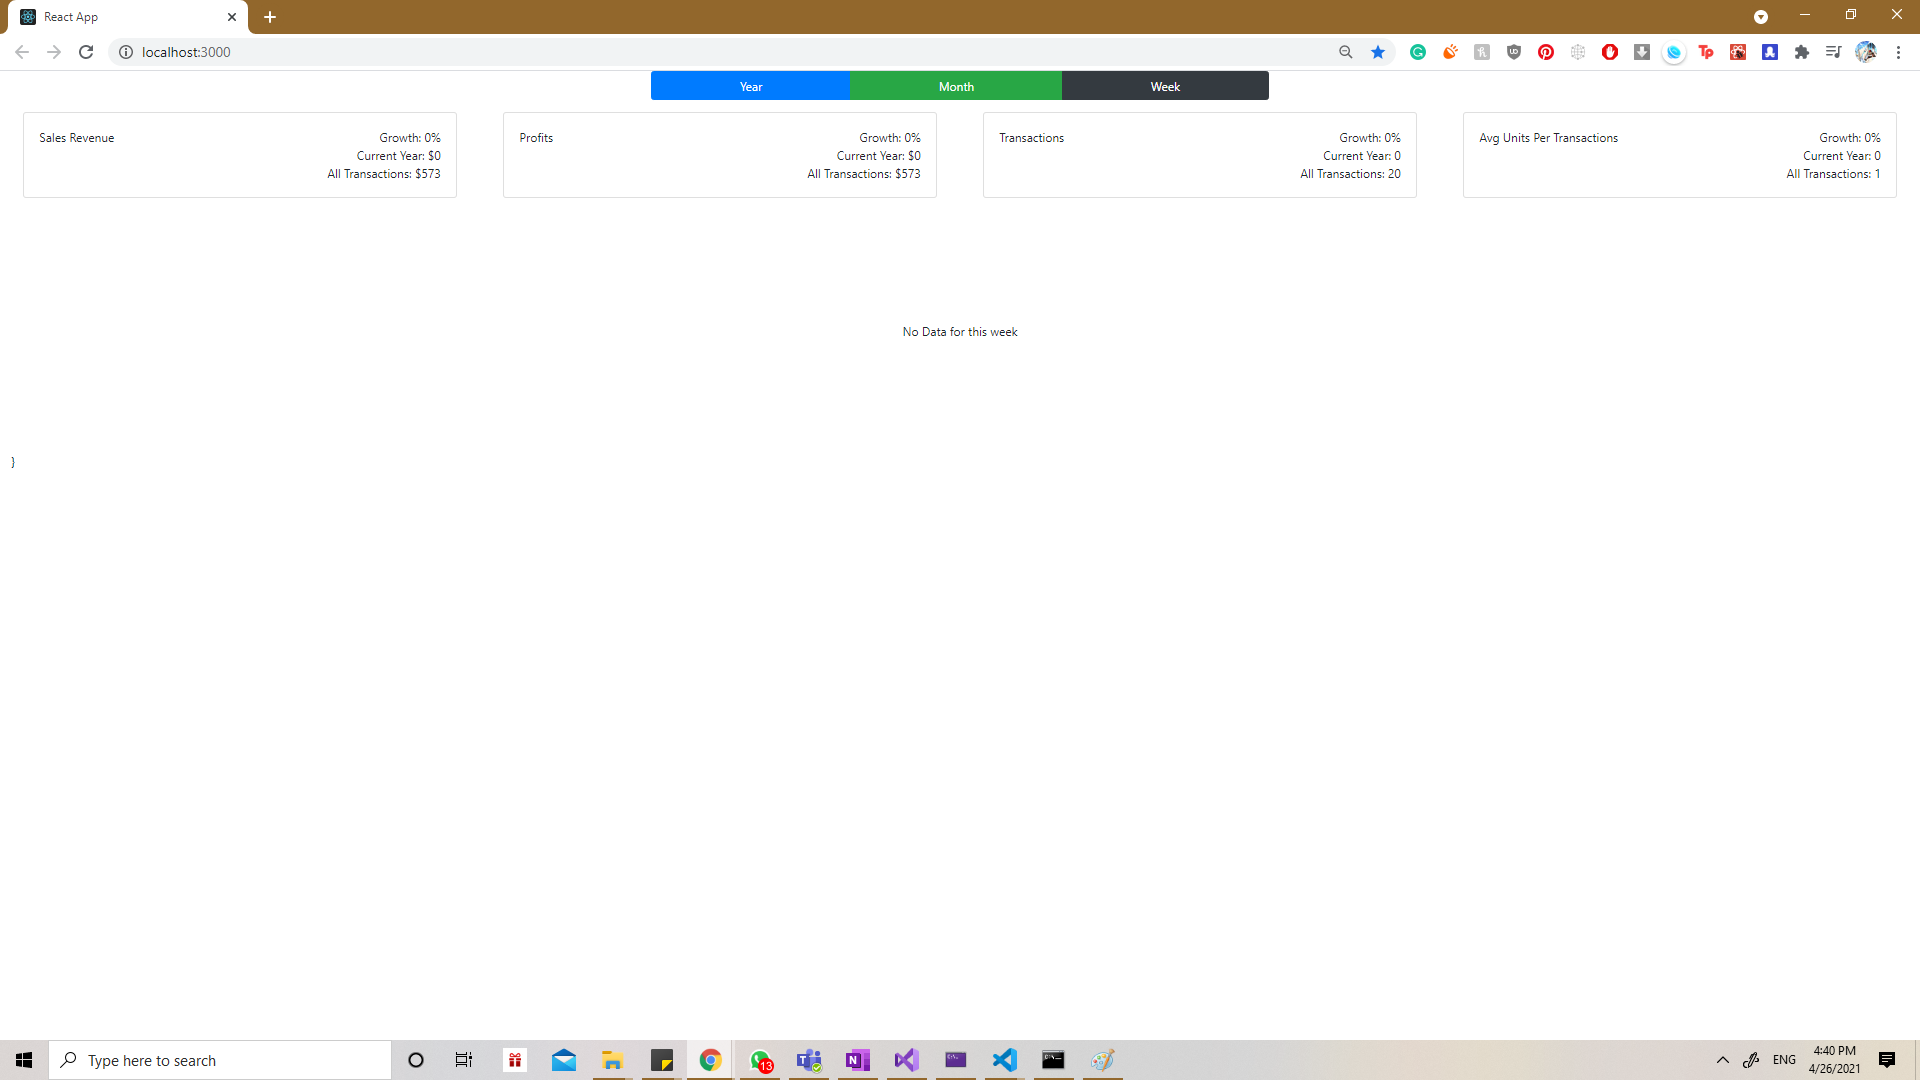 React App
localhost:3000
Year Month Week
Sales Revenue Growth: 0%
Current Year: $0
All Transactions: $573
Profits Growth: 0%
Current Year: $0
All Transactions: $573
Transactions Growth: 0%
Current Year: 0
All Transactions: 20
Avg Units Per Transactions Growth: 0%
Current Year: 0
All Transactions: 1
No Data for this week
}
Type here to search
13
ENG
4:40 PM
4/26/2021